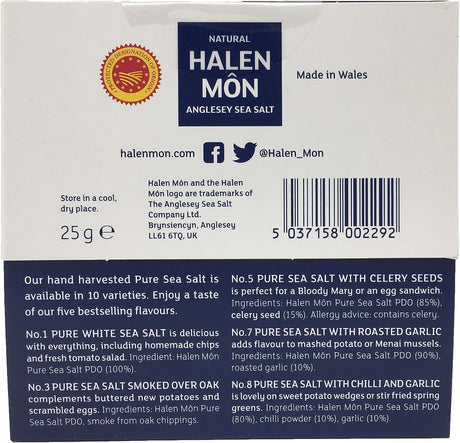 NATURAL
HALEN
MÔN
ANGLESEY SEA SALT
PROTECTED DESIGNATION OF ORIGIN
Made in Wales
halenmon.com
@Halen_Mon
Store in a cool,
dry place.
25 g ℮
Halen Môn and the Halen
Môn logo are trademarks of
The Anglesey Sea Salt
Company Ltd.
Brynsiencyn, Anglesey
LL61 6TQ, UK
5 037158 002292
Our hand harvested Pure Sea Salt is
available in 10 varieties. Enjoy a taste
of our five bestselling flavours.
No.1 PURE WHITE SEA SALT is delicious
with everything, including homemade chips
and fresh tomato salad. Ingredient: Halen Môn
Pure Sea Salt PDO (100%).
No.3 PURE SEA SALT SMOKED OVER OAK
complements buttered new potatoes and
scrambled eggs. Ingredients: Halen Môn Pure
Sea Salt PDO, smoke from oak chippings.
No.5 PURE SEA SALT WITH CELERY SEEDS
is perfect for a Bloody Mary or an egg sandwich.
Ingredients: Halen Môn Pure Sea Salt PDO (85%),
celery seed (15%). Allergy advice: contains celery.
No.7 PURE SEA SALT WITH ROASTED GARLIC
adds flavour to mashed potato or Menai mussels.
Ingredients: Halen Môn Pure Sea Salt PDO (90%),
roasted garlic (10%).
No.8 PURE SEA SALT WITH CHILLI AND GARLIC
is lovely on sweet potato wedges or stir fried spring
greens. Ingredients: Halen Môn Pure Sea Salt PDO
(80%), chilli powder (10%), garlic (10%).